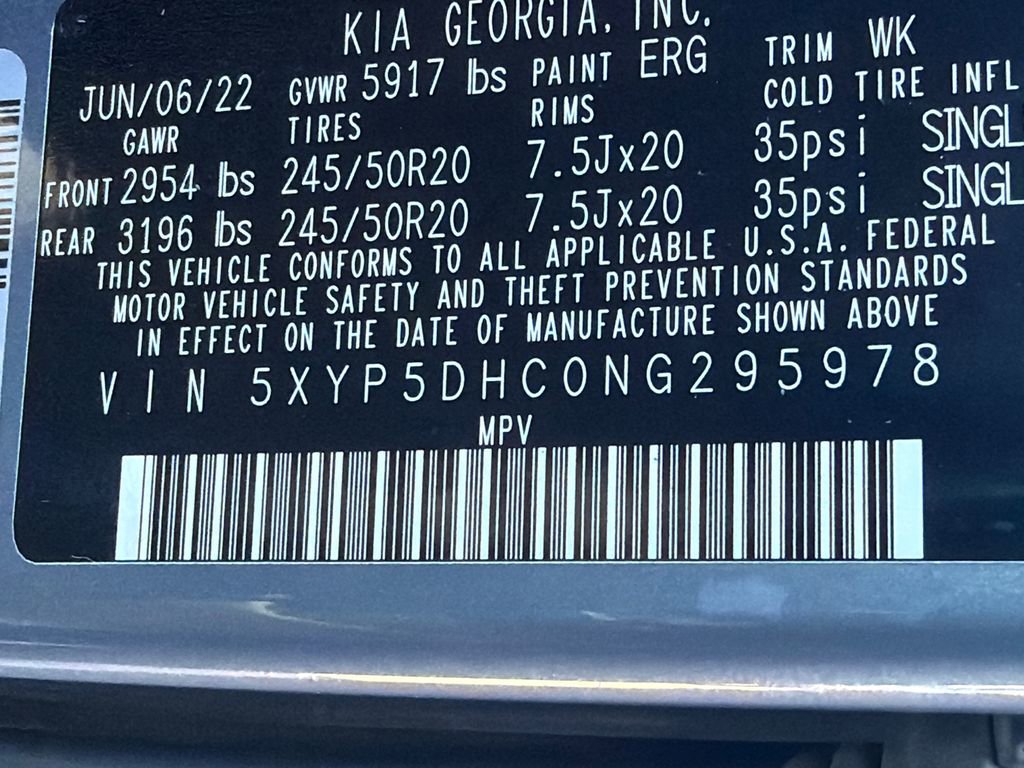 KIA GEORGIA, INC.
JUN/06/22 GVWR 5917 lbs PAINT ERG TRIM WK
GAWR TIRES RIMS COLD TIRE INFL
FRONT 2954 lbs 245/50R20 7.5Jx20 35psi SINGL
REAR 3196 lbs 245/50R20 7.5Jx20 35psi SINGL
THIS VEHICLE CONFORMS TO ALL APPLICABLE U.S.A. FEDERAL
MOTOR VEHICLE SAFETY AND THEFT PREVENTION STANDARDS
IN EFFECT ON THE DATE OF MANUFACTURE SHOWN ABOVE
VIN 5XYP5DHC0NG295978
MPV